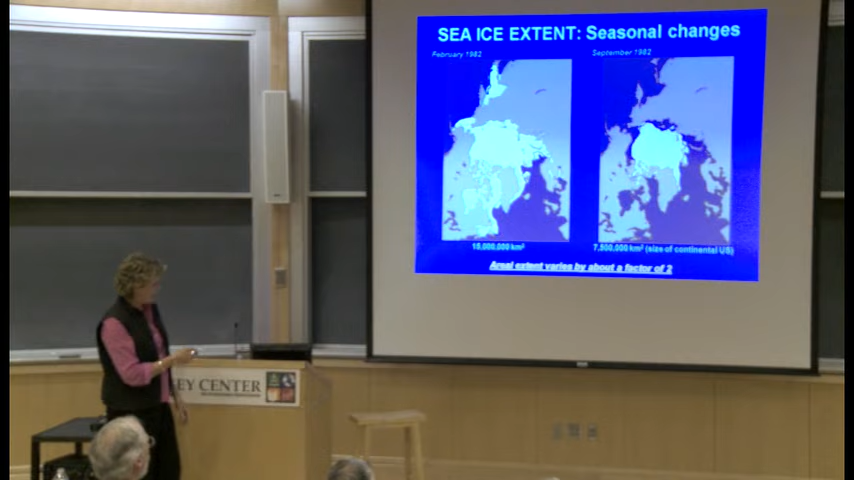 SEA ICE EXTENT: Seasonal changes
February 1982
September 1982
15,000,000 km²
7,500,000 km² (size of continental US)
Areal extent varies by about a factor of 2
EY CENTER